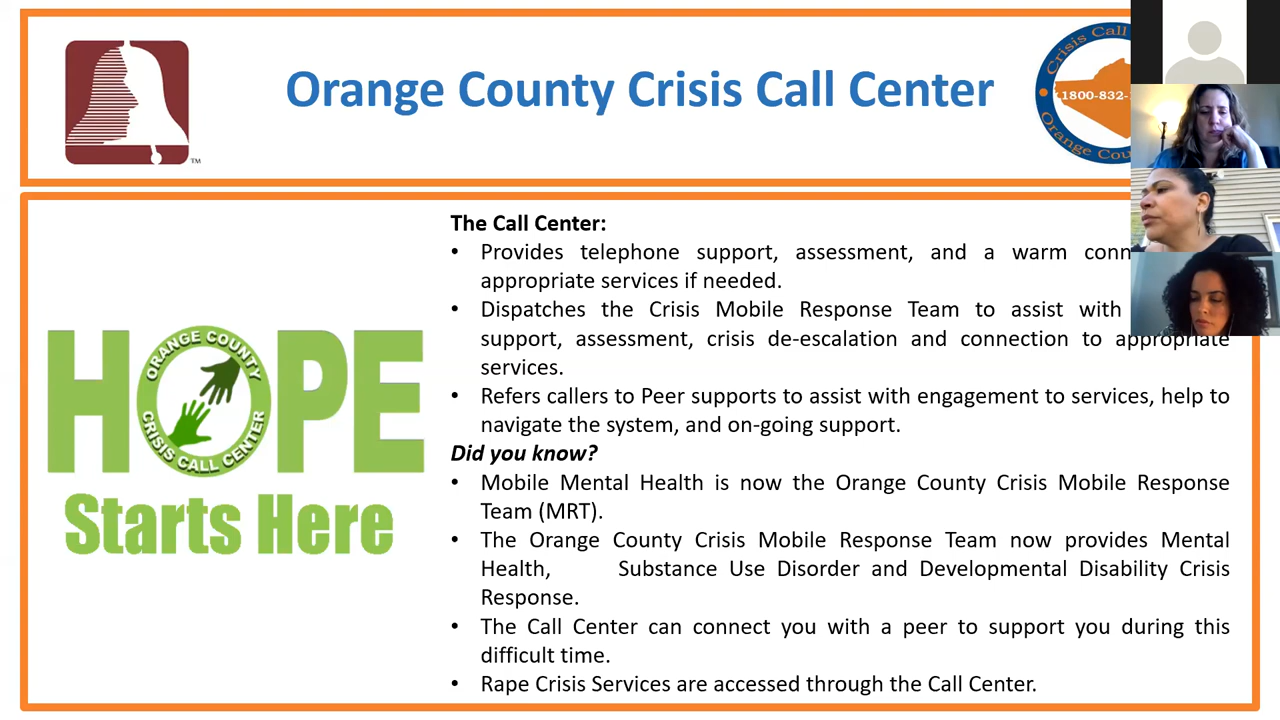 Orange County Crisis Call Center
TM
Crisis Call
1800-832-
Orange
The Call Center:
• Provides telephone support, assessment, and a warm
appropriate services if needed.
• Dispatches the Crisis Mobile Response Team to assist with
support, assessment, crisis de-escalation and connection to appropriate
services.
• Refers callers to Peer supports to assist with engagement to services, help to
navigate the system, and on-going support.
Did you know?
• Mobile Mental Health is now the Orange County Crisis Mobile Response
Team (MRT).
• The Orange County Crisis Mobile Response Team now provides Mental
Health, Substance Use Disorder and Developmental Disability Crisis
Response.
• The Call Center can connect you with a peer to support you during this
difficult time.
• Rape Crisis Services are accessed through the Call Center.
HOPE
ORANGE COUNTY
CRISIS CALL CENTER
Starts Here